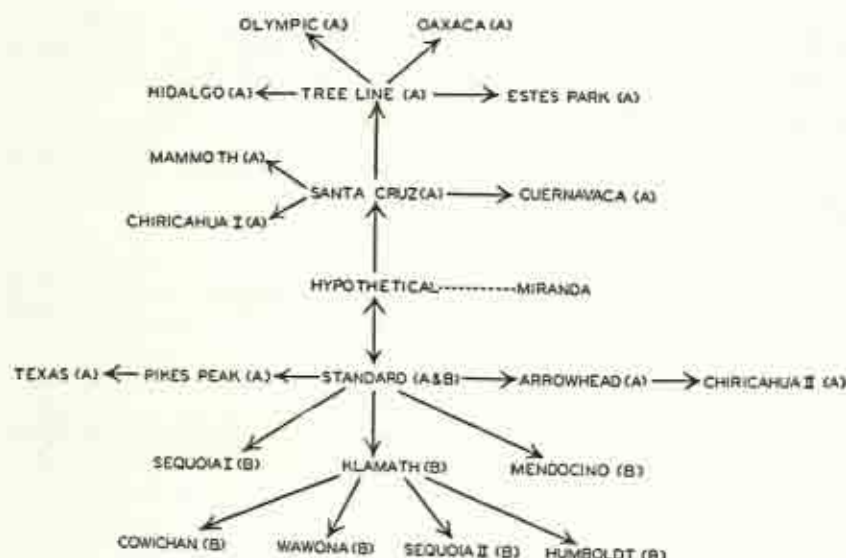 OLYMPIC (A) OAXACA (A)
HIDALGO (A) TREE LINE (A) ESTES PARK (A)
MAMMOTH (A)
SANTA CRUZ (A) CUERNAVACA (A)
CHIRICAHUA I (A)
HYPOTHETICAL MIRANDA
TEXAS (A) PIKES PEAK (A) STANDARD (A&B) ARROWHEAD (A) CHIRICAHUA II (A)
SEQUOIA I (B) KLAMATH (B) MENDOCINO (B)
COWICHAN (B) WAWONA (B) SEQUOIA II (B) HUMBOLDT (B)